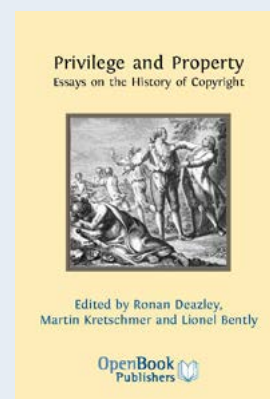 Privilege and Property
Essays on the History of Copyright
Edited by Ronan Deazley,
Martin Kretschmer and Lionel Bently
OpenBook
Publishers